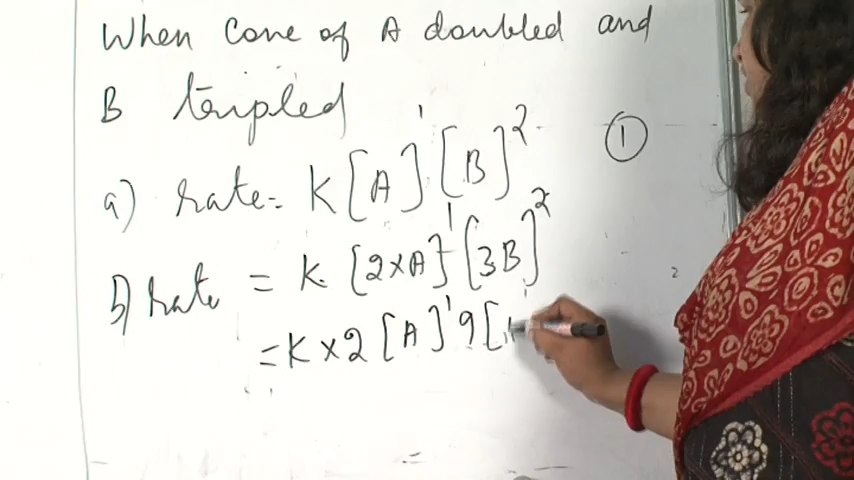 When Conc of A doubled and
B tripled
a) rate = K[A]¹[B]² ①
b) rate = K [2×A]¹ [3B]²
= K × 2 [A]¹ 9 [